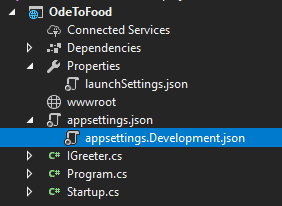 OdeToFood
Connected Services
Dependencies
Properties
launchSettings.json
wwwroot
appsettings.json
appsettings.Development.json
C# IGreeter.cs
C# Program.cs
C# Startup.cs